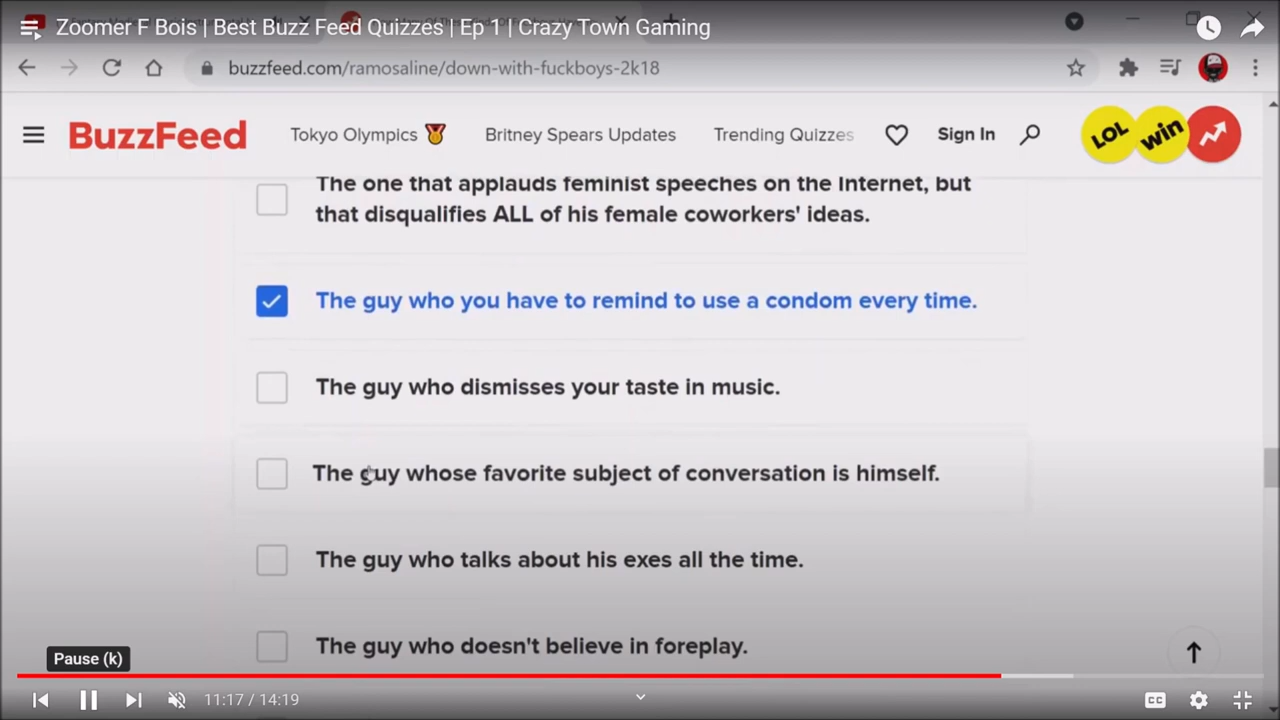 Zoomer F Bois | Best Buzz Feed Quizzes | Ep 1 | Crazy Town Gaming
buzzfeed.com/ramosaline/down-with-fuckboys-2k18
BuzzFeed
Tokyo Olympics
Britney Spears Updates
Trending Quizzes
Sign In
LOL
win
The one that applauds feminist speeches on the Internet, but
that disqualifies ALL of his female coworkers' ideas.
The guy who you have to remind to use a condom every time.
The guy who dismisses your taste in music.
The guy whose favorite subject of conversation is himself.
The guy who talks about his exes all the time.
The guy who doesn't believe in foreplay.
Pause (k)
11:17 / 14:19
CC